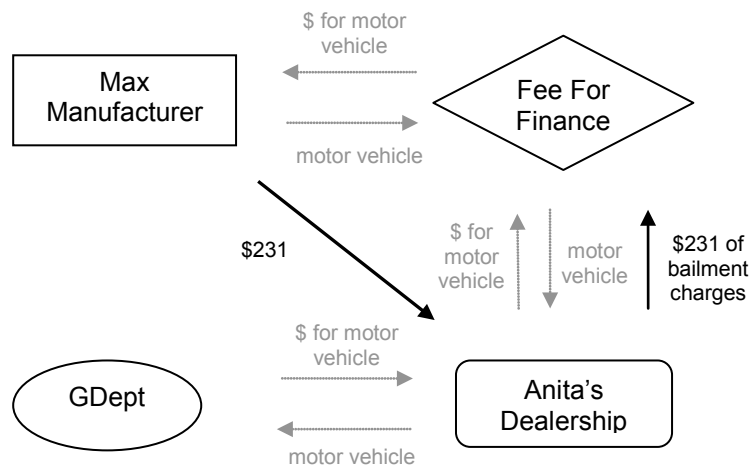 $ for motor
vehicle
Max
Manufacturer
Fee For
Finance
motor vehicle
$231
$ for
motor
vehicle
motor
vehicle
$231 of
bailment
charges
$ for motor
vehicle
GDept
Anita's
Dealership
motor vehicle